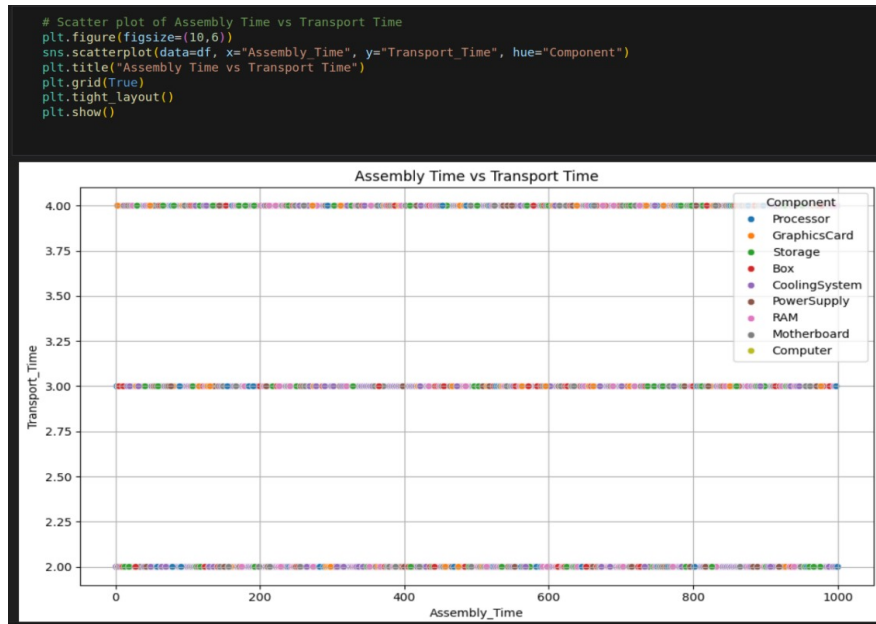 # Scatter plot of Assembly Time vs Transport Time
plt.figure(figsize=(10,6))
sns.scatterplot(data=df, x="Assembly_Time", y="Transport_Time", hue="Component")
plt.title("Assembly Time vs Transport Time")
plt.grid(True)
plt.tight_layout()
plt.show()
Assembly Time vs Transport Time
Component
Processor
GraphicsCard
Storage
Box
CoolingSystem
PowerSupply
RAM
Motherboard
Computer
Transport_Time
4.00
3.75
3.50
3.25
3.00
2.75
2.50
2.25
2.00
0
200
400
600
800
1000
Assembly_Time